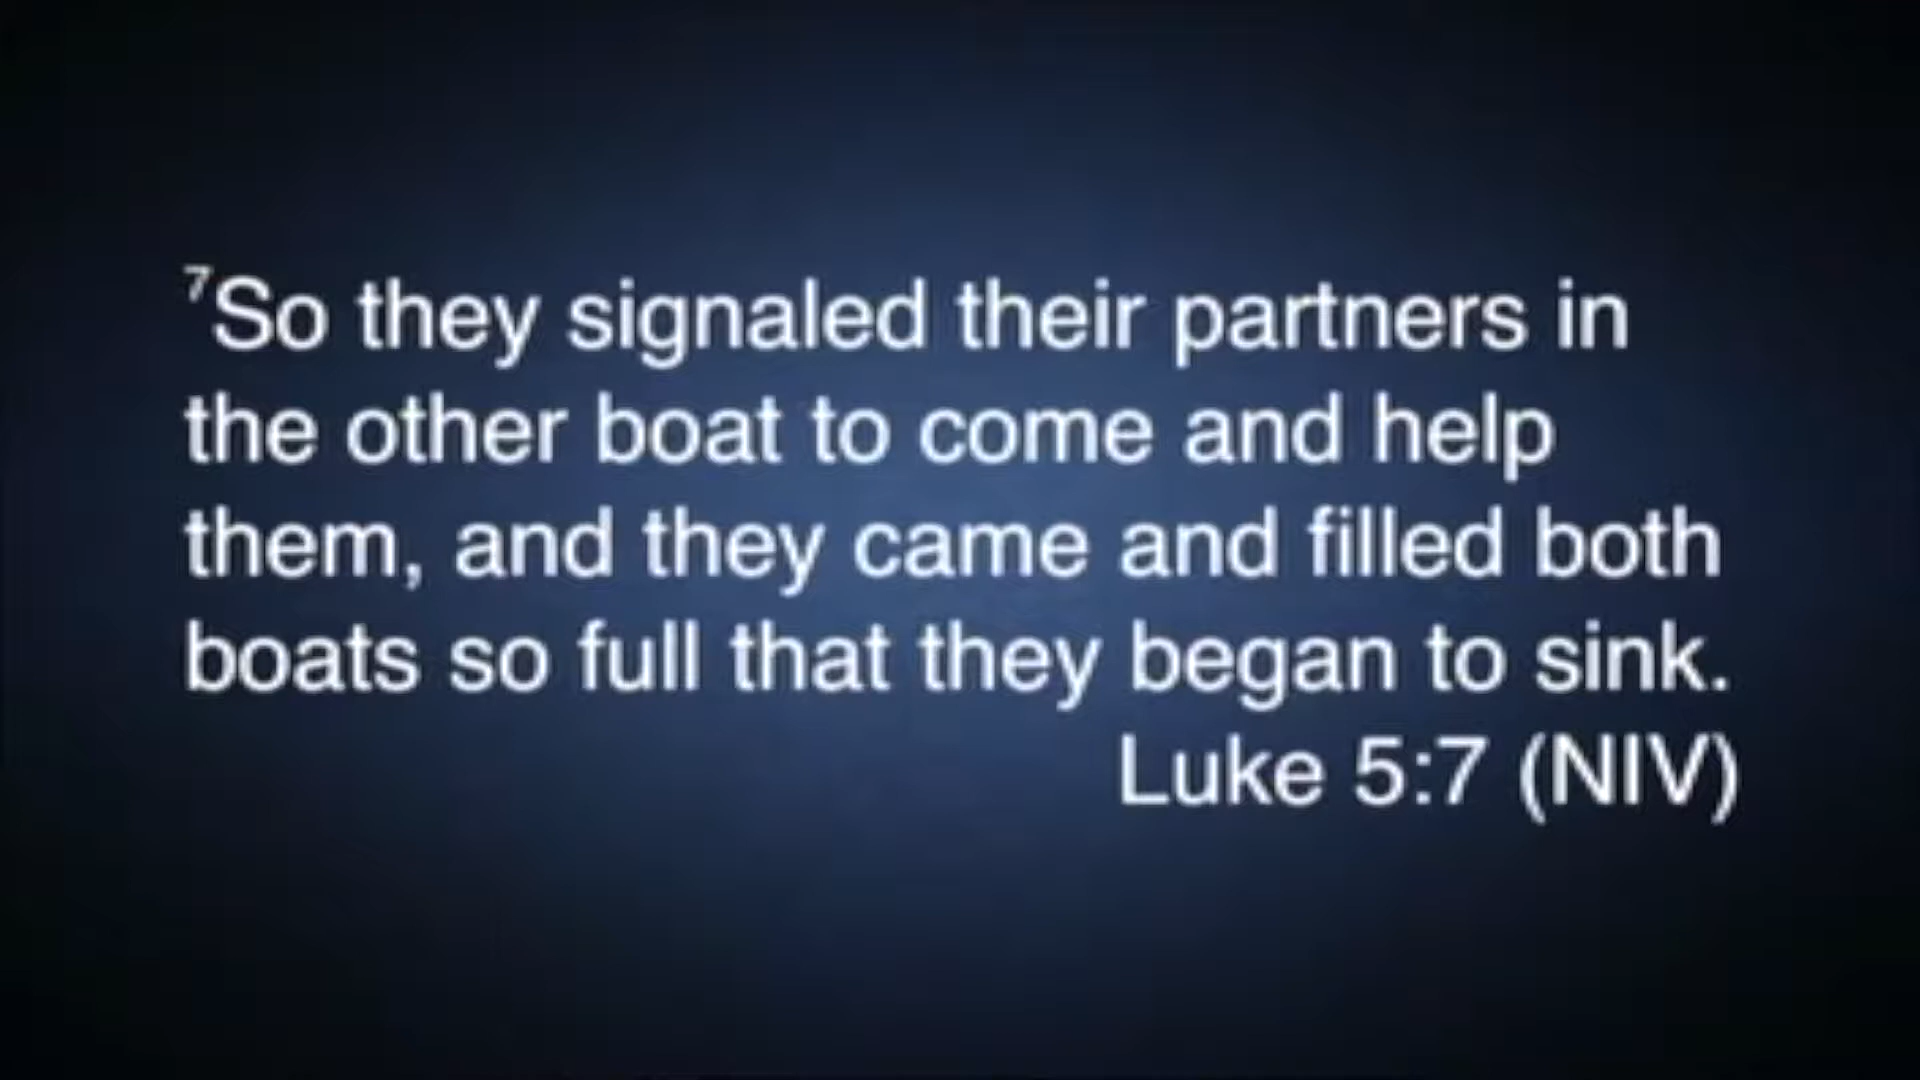 ⁷So they signaled their partners in
the other boat to come and help
them, and they came and filled both
boats so full that they began to sink.
Luke 5:7 (NIV)